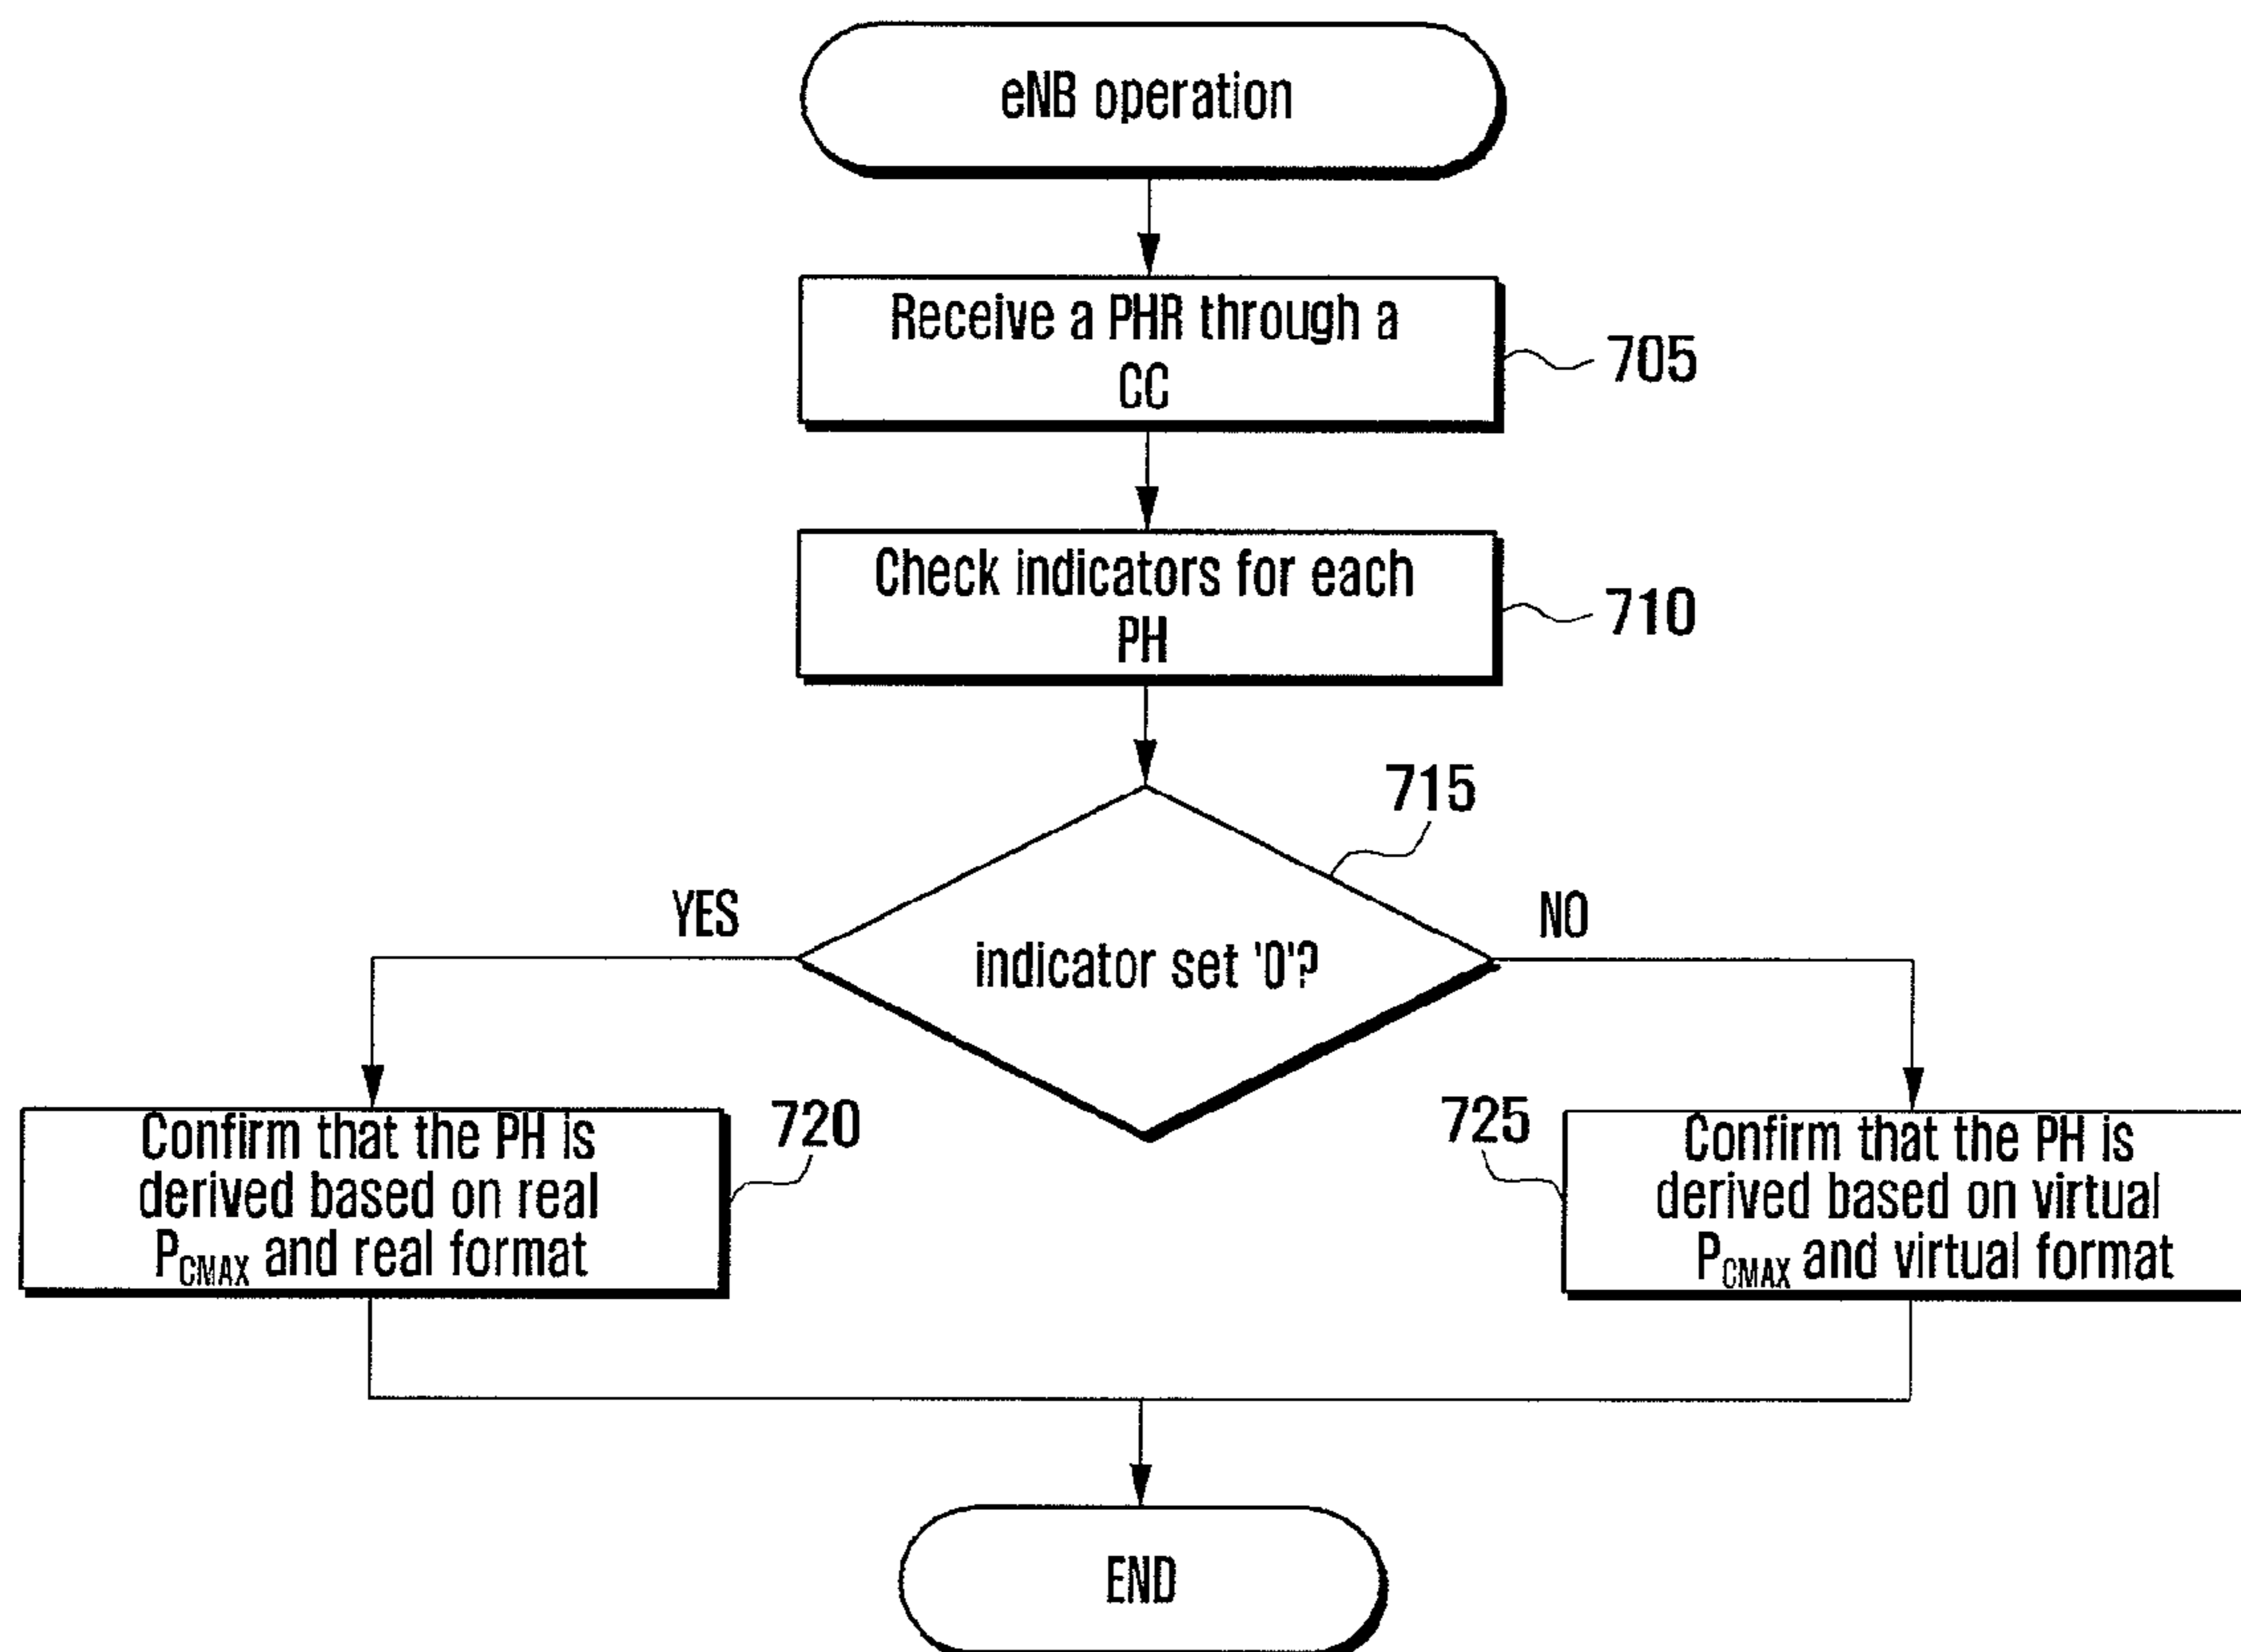 eNB operation
Receive a PHR through a
CC
705
Check indicators for each
PH
710
715
YES
NO
indicator set '0'?
Confirm that the PH is
derived based on real
PCMAX and real format
720
725
Confirm that the PH is
derived based on virtual
PCMAX and virtual format
END